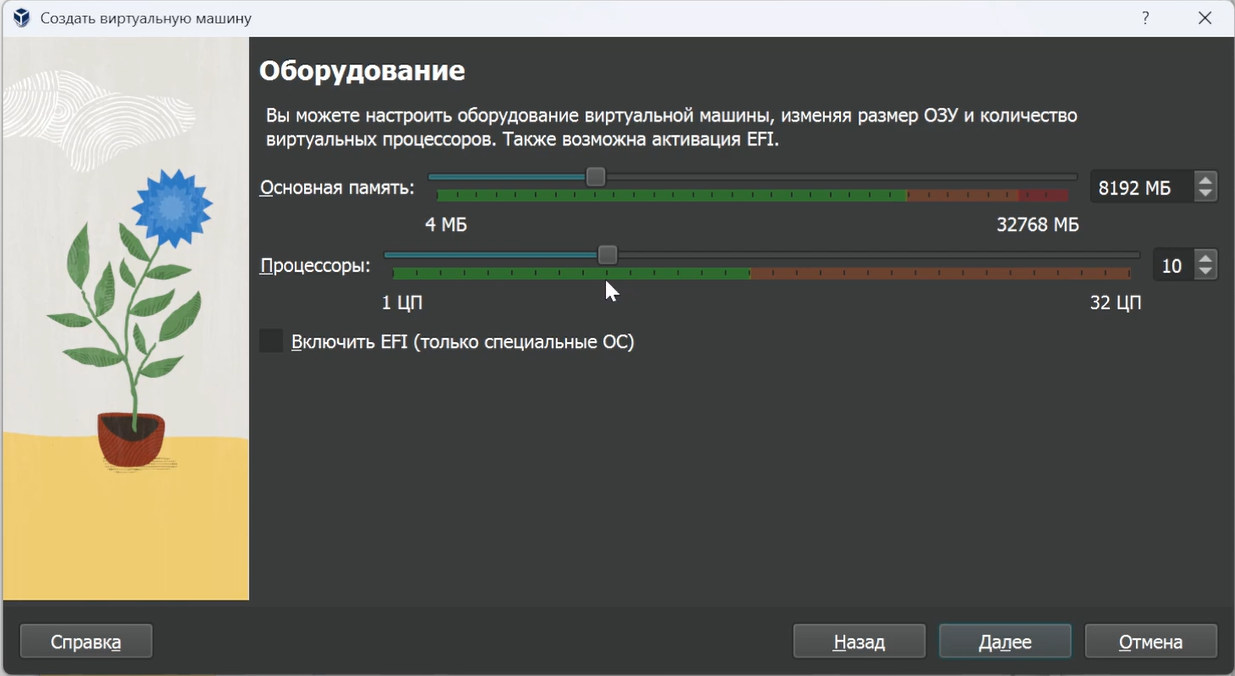 Создать виртуальную машину
?
Оборудование
Вы можете настроить оборудование виртуальной машины, изменяя размер ОЗУ и количество
виртуальных процессоров. Также возможна активация EFI.
Основная память:
8192 МБ
4 МБ
32768 МБ
Процессоры:
10
1 ЦП
32 ЦП
Включить EFI (только специальные ОС)
Справка
Назад
Далее
Отмена